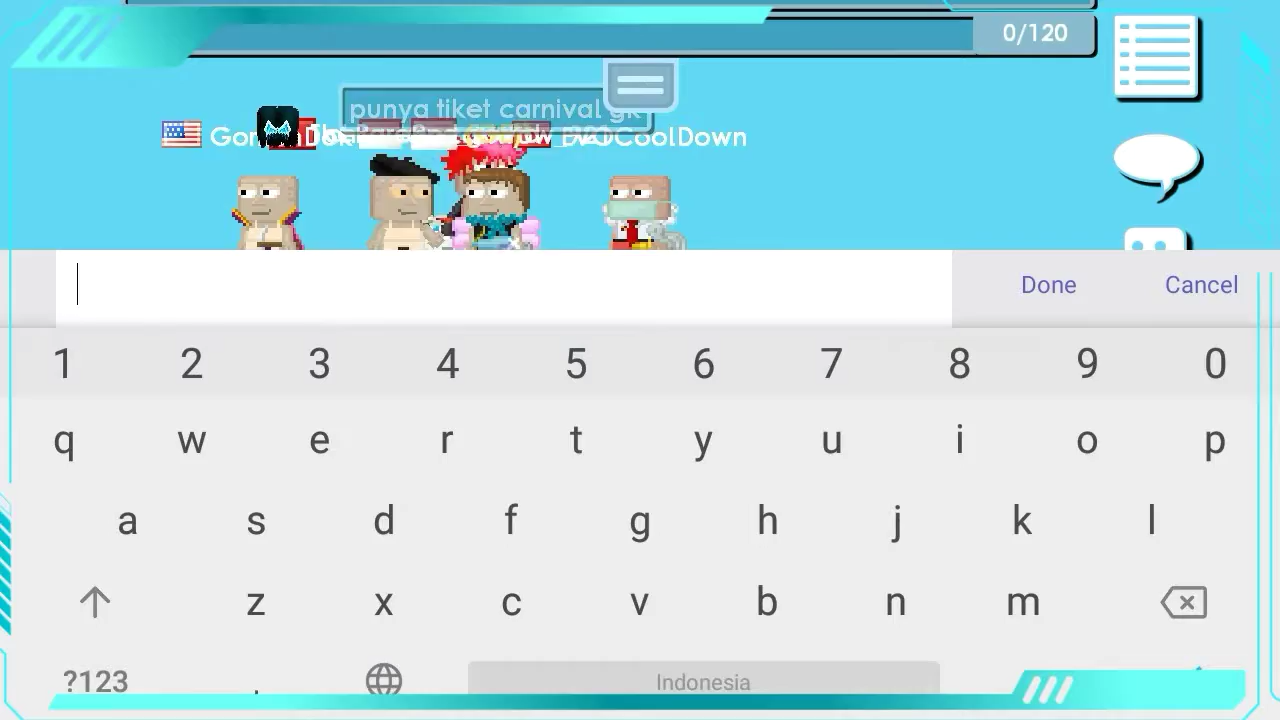 0/120
punya tiket carnival gk
CoolDown
Done Cancel
1 2 3 4 5 6 7 8 9 0
q w e r t y u i o p
a s d f g h j k l
z x c v b n m
?123 , Indonesia